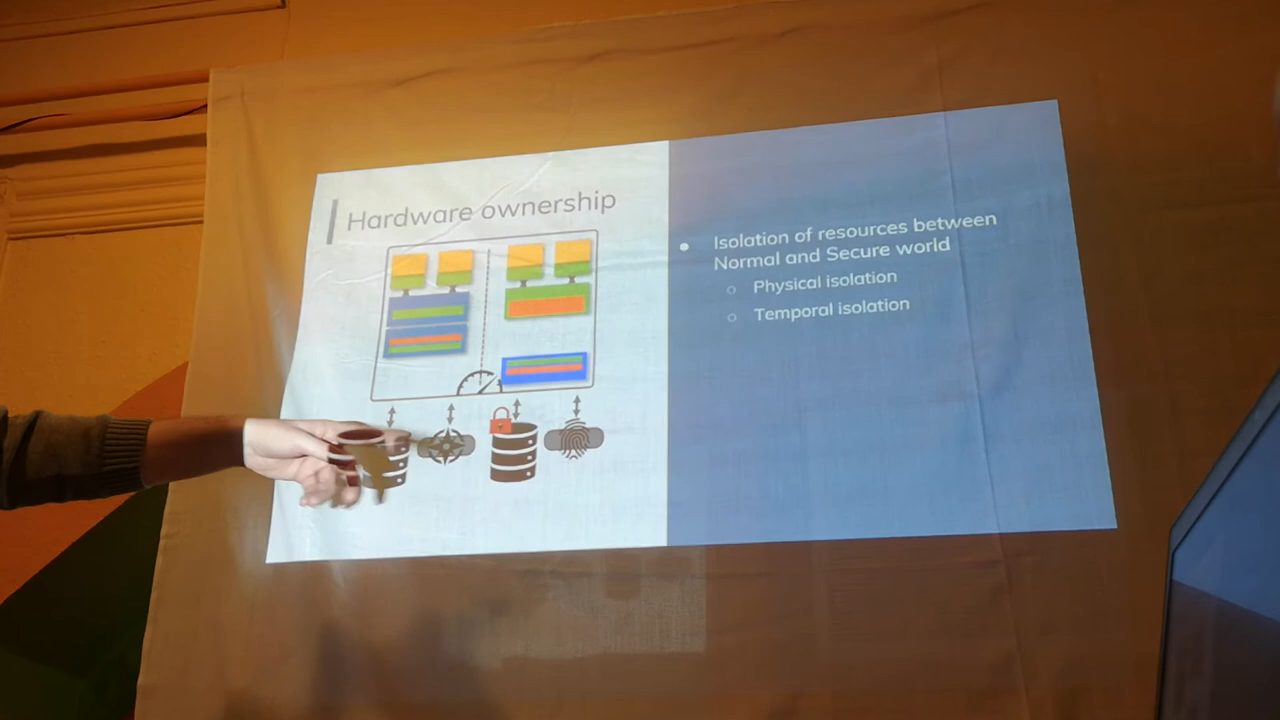 Hardware ownership
Isolation of resources between
Normal and Secure world
Physical isolation
Temporal isolation